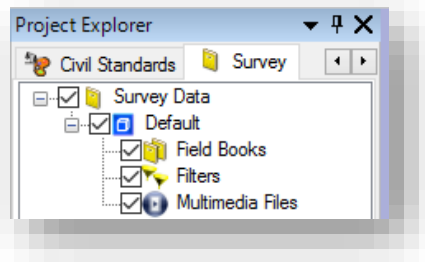 Project Explorer
Civil Standards Survey
Survey Data
Default
Field Books
Filters
Multimedia Files